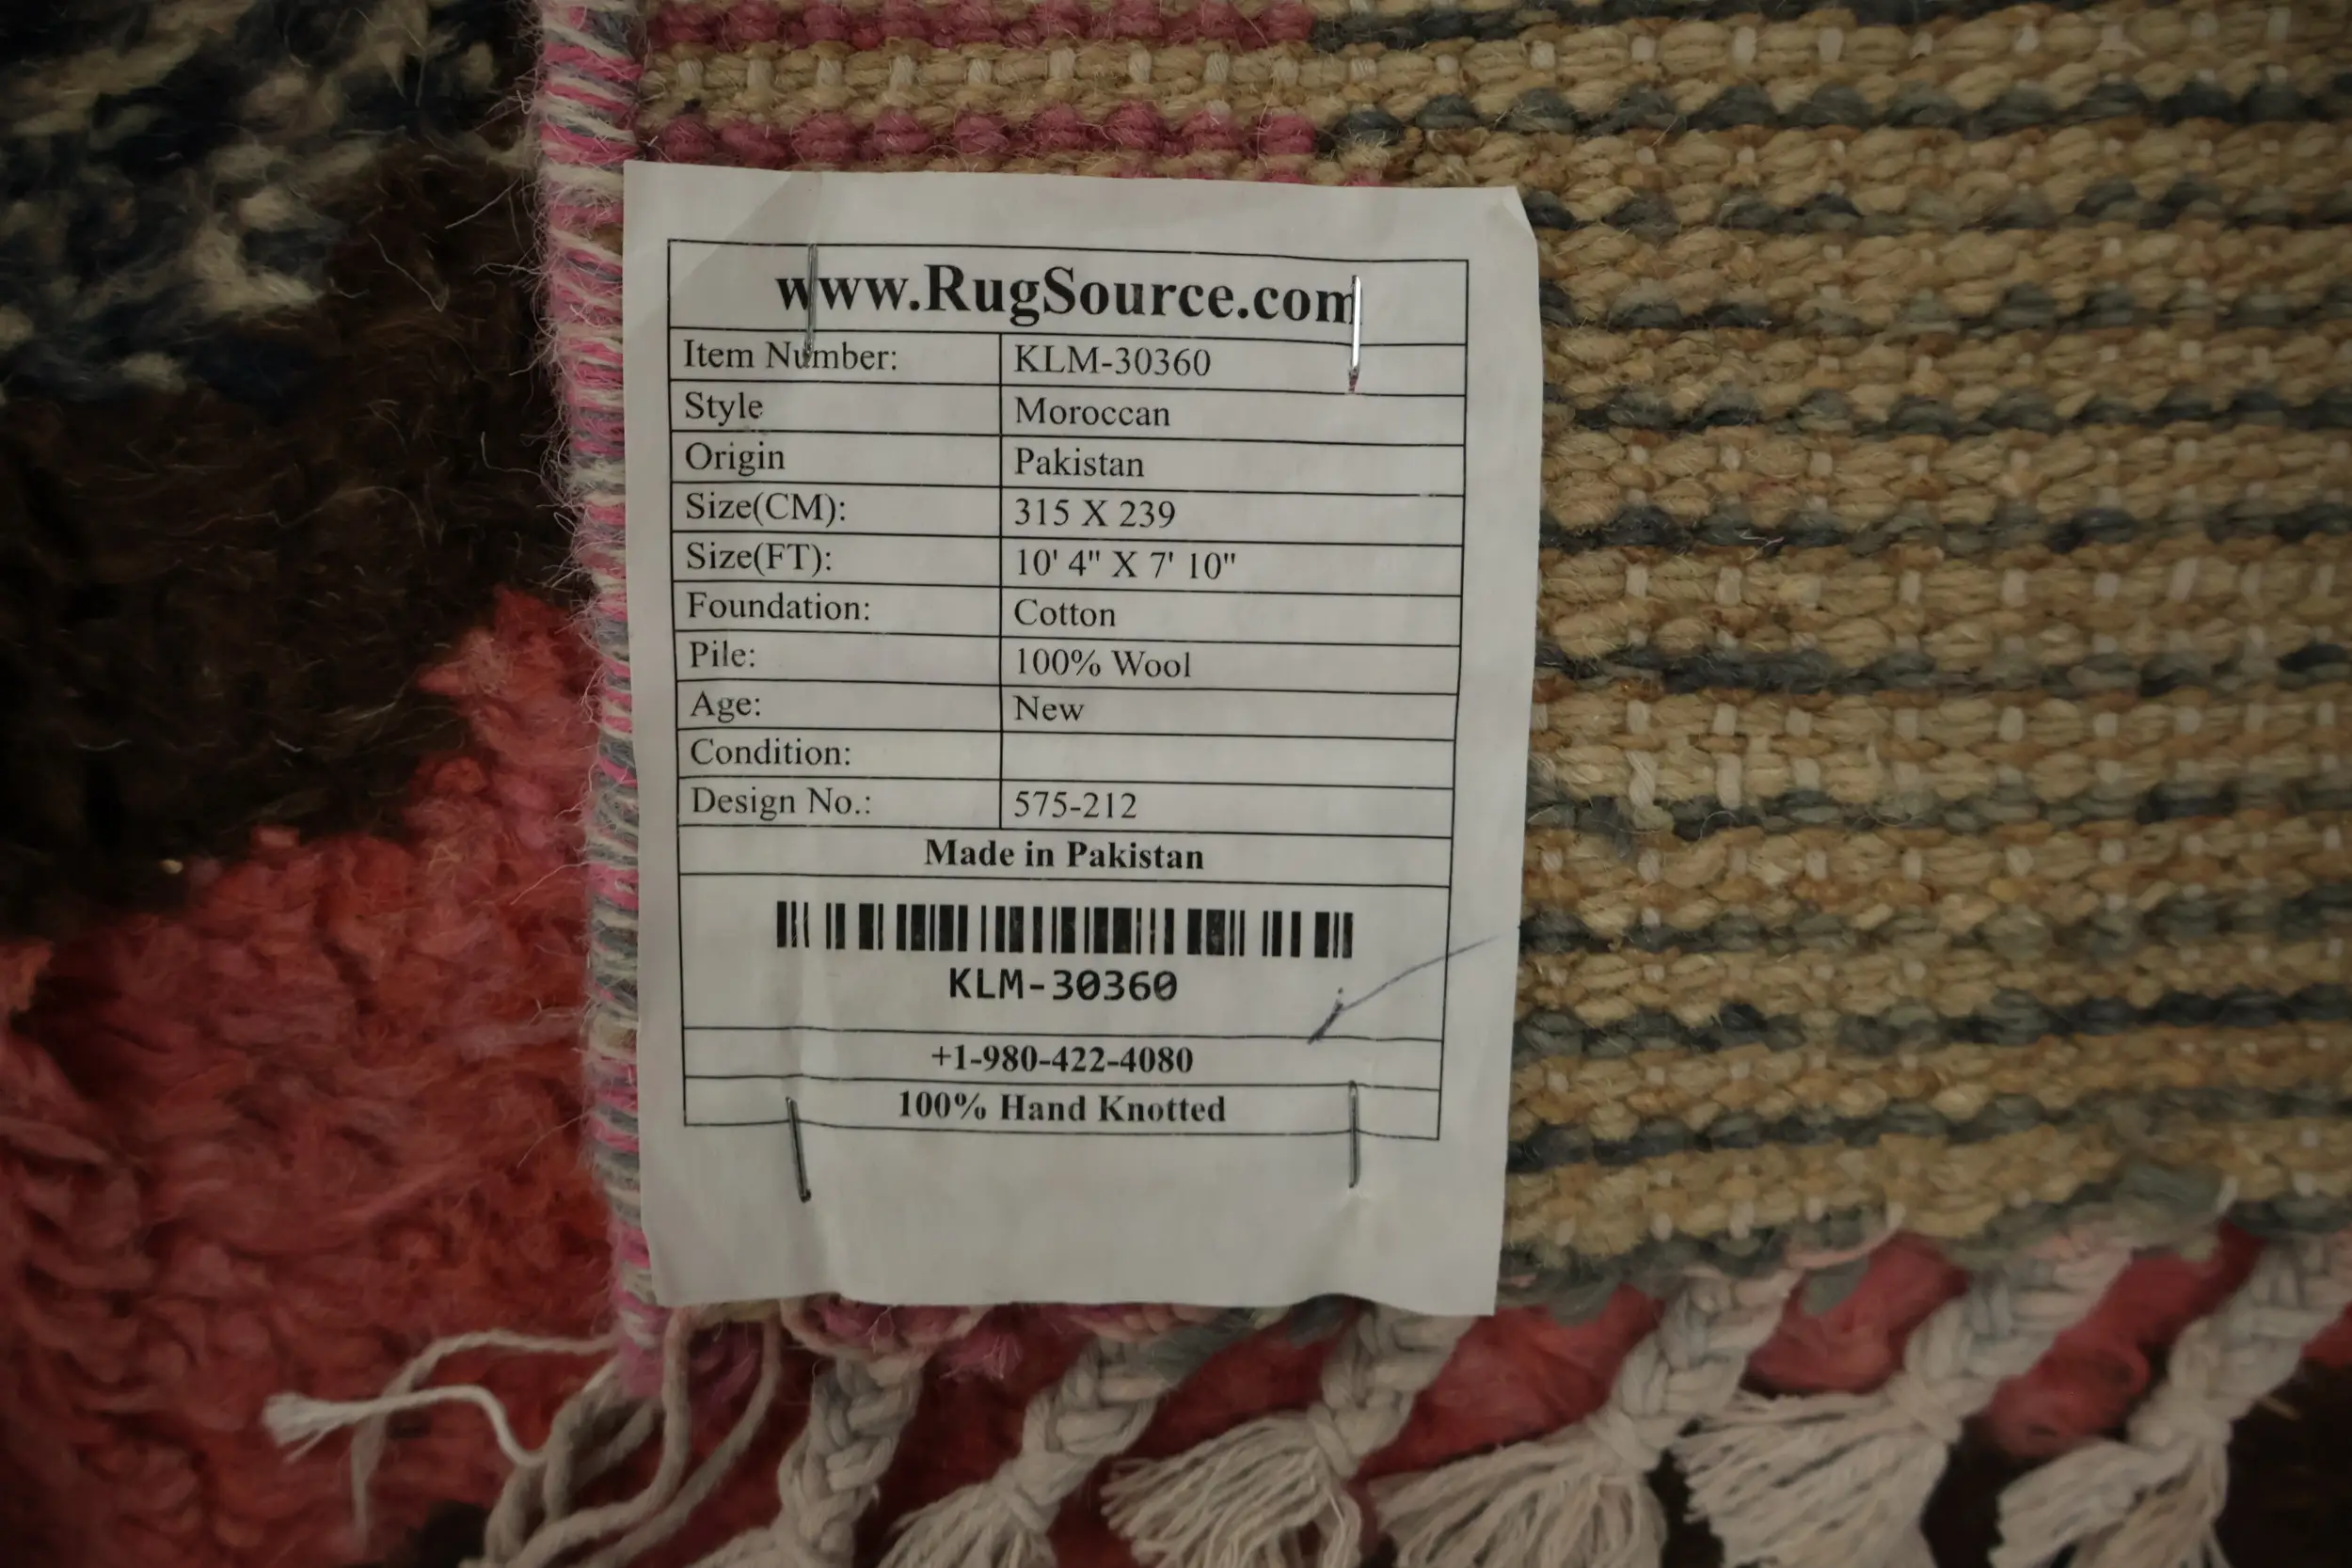 www.RugSource.com
Item Number: KLM-30360
Style Moroccan
Origin Pakistan
Size(CM): 315 X 239
Size(FT): 10' 4" X 7' 10"
Foundation: Cotton
Pile: 100% Wool
Age: New
Condition:
Design No.: 575-212
Made in Pakistan
KLM-30360
+1-980-422-4080
100% Hand Knotted